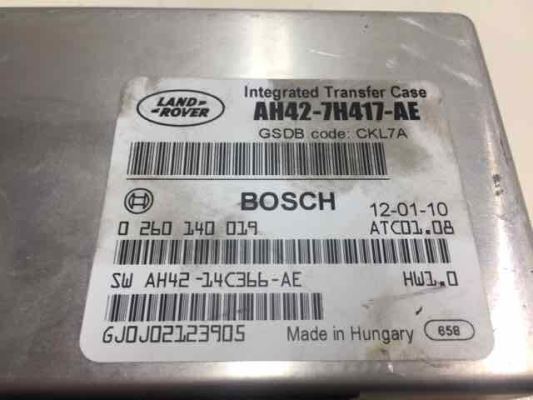 LAND-
-ROVER
Integrated Transfer Case
AH42-7H417-AE
GSDB code: CKL7A
BOSCH
12-01-10
0 260 140 019
ATC01.08
SW AH42-14C366-AE
HW1.0
GJ0J02123905
Made in Hungary
658